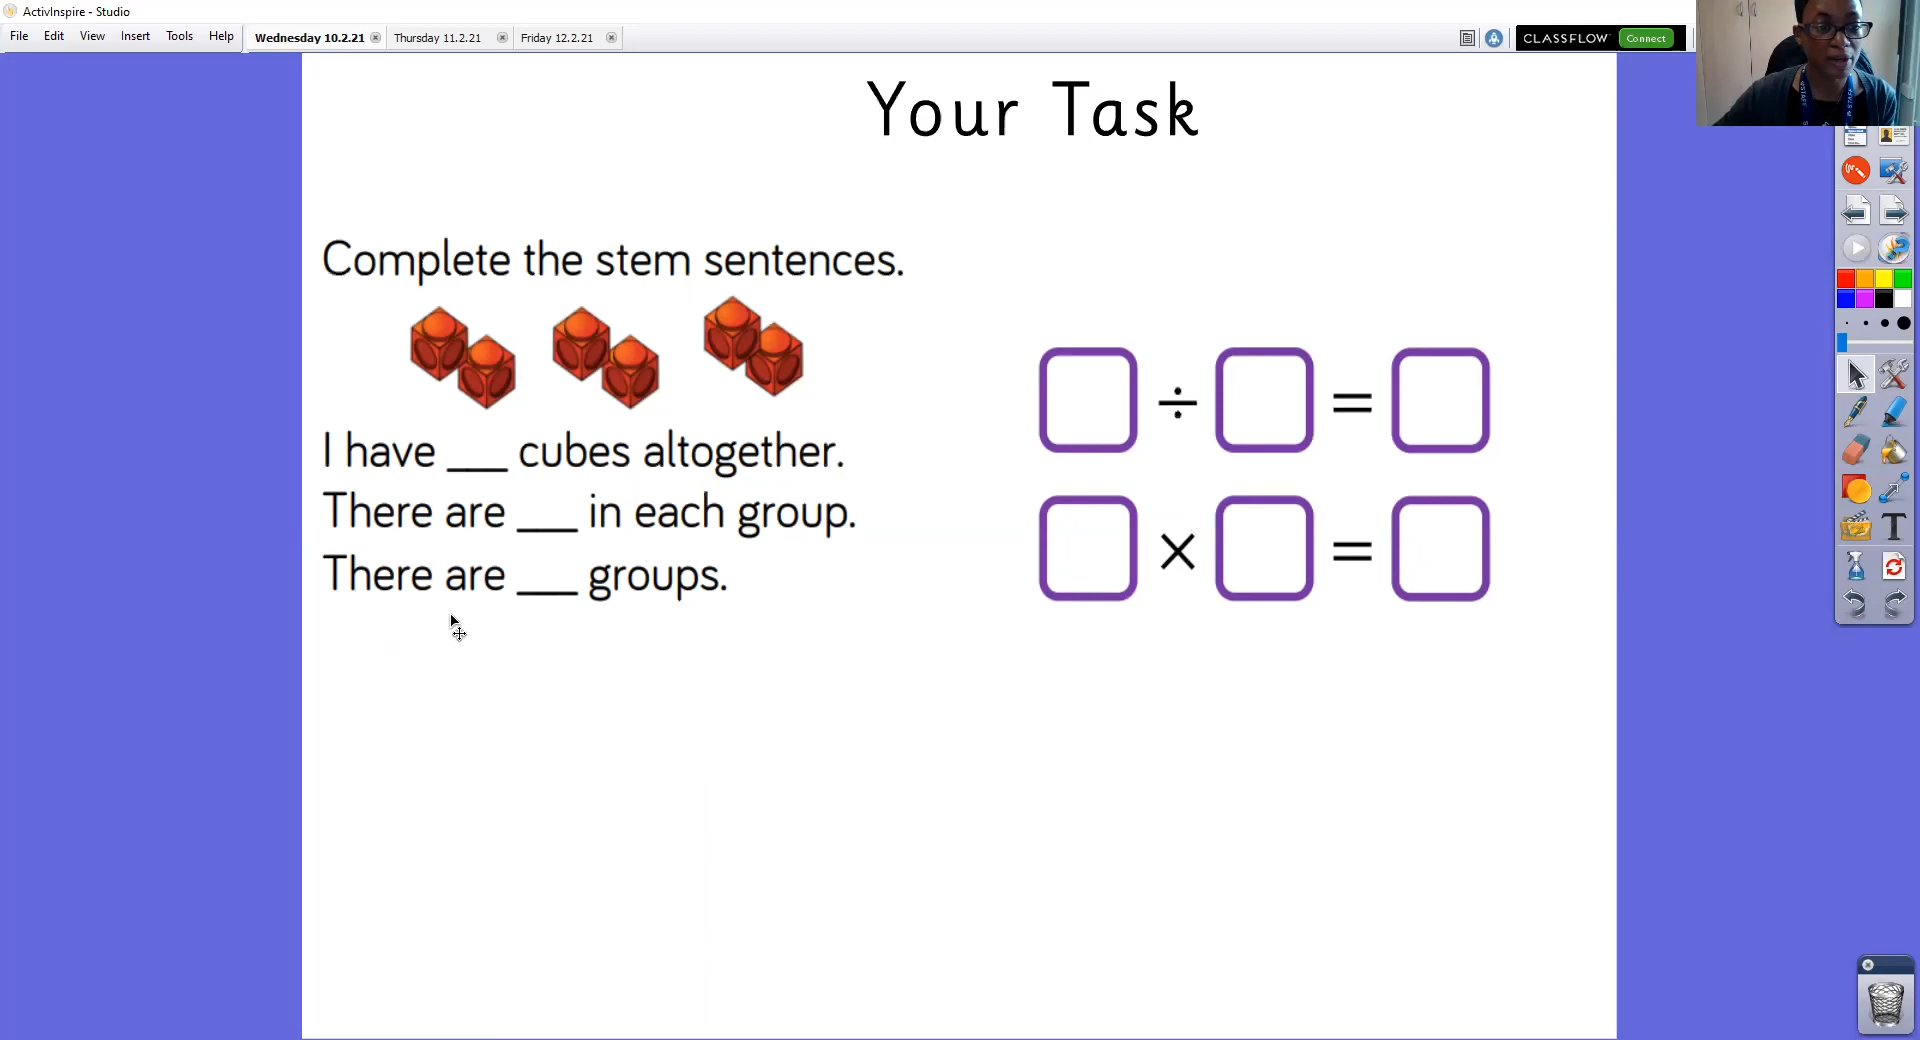 ActivInspire - Studio
File Edit View Insert Tools Help
Wednesday 10.2.21 Thursday 11.2.21 Friday 12.2.21
CLASSFLOW Connect
Your Task
Complete the stem sentences.
I have ___ cubes altogether.
There are ___ in each group.
There are ___ groups.
÷ =
× =
T